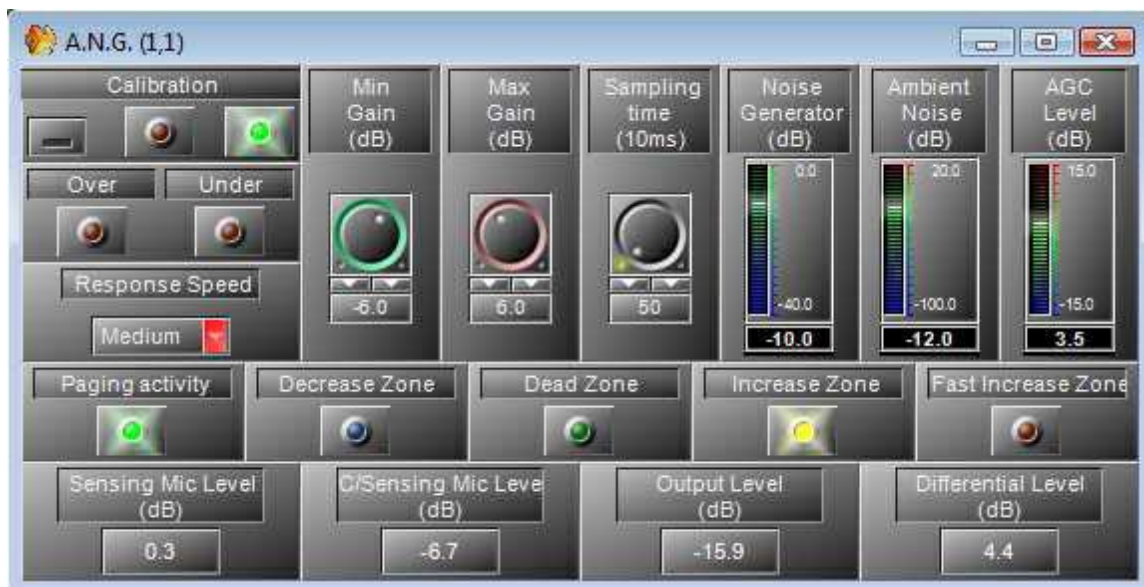 A.N.G. (1,1)
Calibration
Min
Gain
(dB)
Max
Gain
(dB)
Sampling
time
(10ms)
Noise
Generator
(dB)
Ambient
Noise
(dB)
AGC
Level
(dB)
Over
Under
0.0
20.0
15.0
Response Speed
-6.0
6.0
50
-40.0
-100.0
-15.0
Medium
-10.0
-12.0
3.5
Paging activity
Decrease Zone
Dead Zone
Increase Zone
Fast Increase Zone
Sensing Mic Level
(dB)
C/Sensing Mic Leve
(dB)
Output Level
(dB)
Differential Level
(dB)
0.3
-6.7
-15.9
4.4